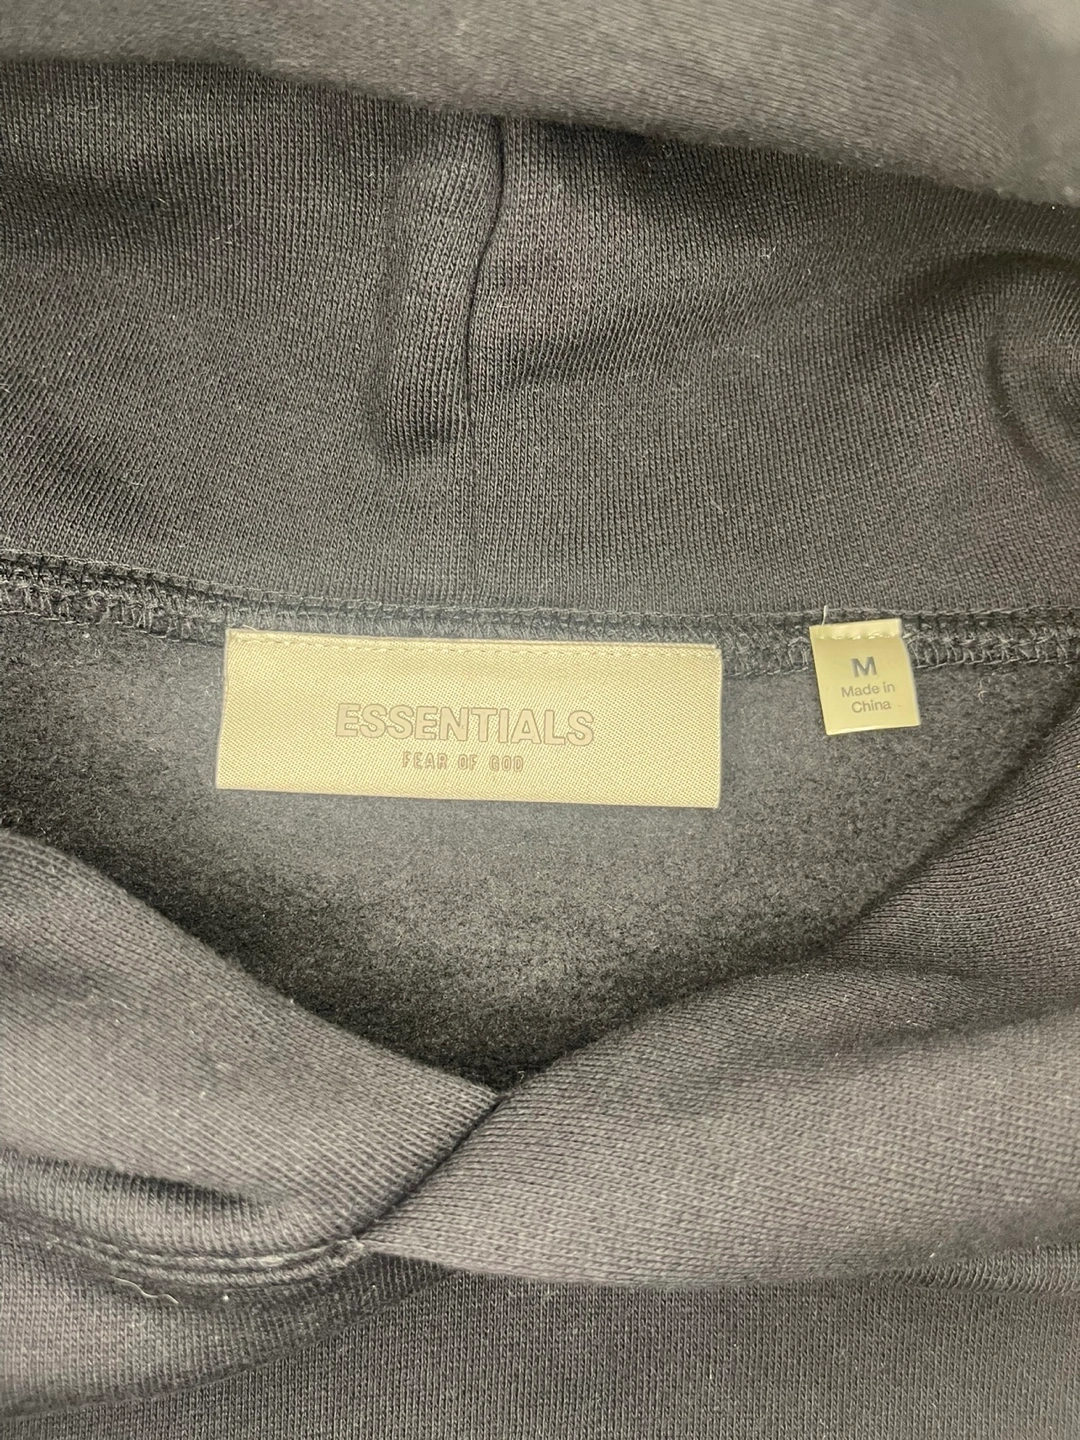 ESSENTIALS
FEAR OF GOD
M
Made in
China